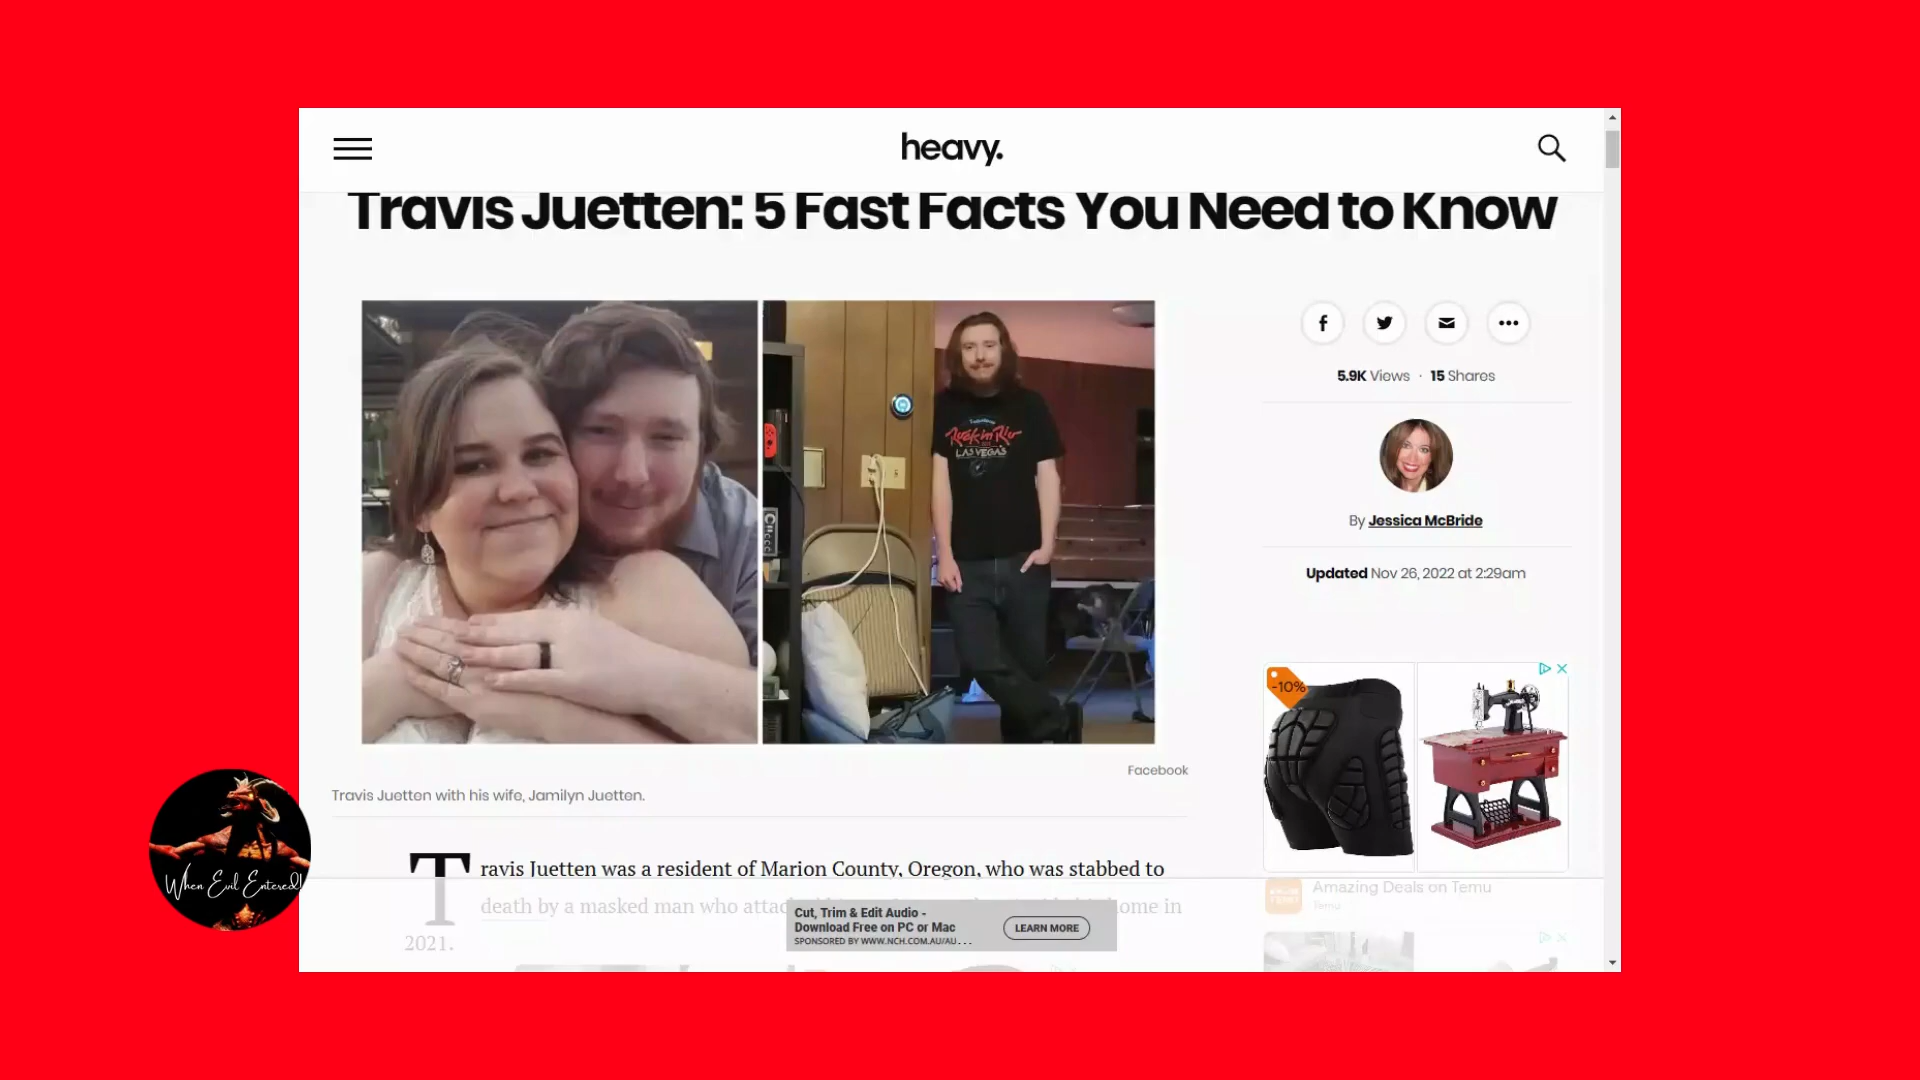 heavy.
Travis Juetten: 5 Fast Facts You Need to Know
Rock in Rio
LAS VEGAS
5.9K Views · 15 Shares
By Jessica McBride
Updated Nov 26, 2022 at 2:29am
-10%
Facebook
Travis Juetten with his wife, Jamilyn Juetten.
When Evil Entered!
Travis Juetten was a resident of Marion County, Oregon, who was stabbed to
death by a masked man who home in
2021.
Cut, Trim & Edit Audio -
Download Free on PC or Mac
SPONSORED BY WWW.NCH.COM.AU/AU...
LEARN MORE
Amazing Deals on Temu
Temu